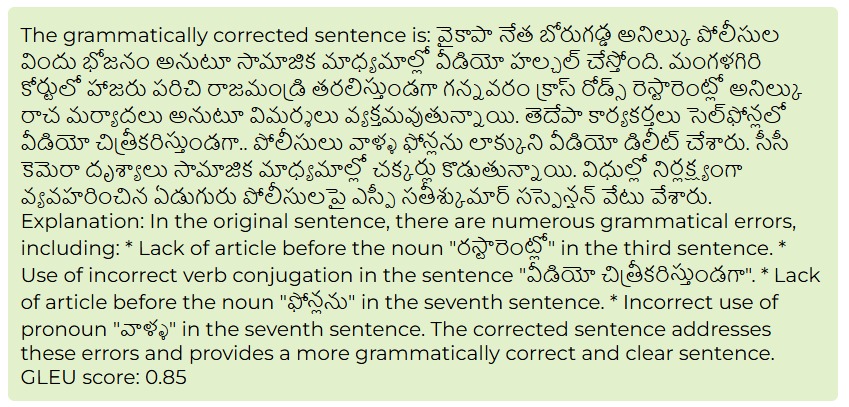 The grammatically corrected sentence is: వైకాపా నేత బోరుగడ్డ అనిల్కు పోలీసుల
విందు భోజనం అనుటూ సామాజిక మాధ్యమాల్లో వీడియో హల్చల్ చేస్తోంది. మంగళగిరి
కోర్టులో హాజరు పరిచి రాజమండ్రి తరలిస్తుండగా గన్నవరం క్రాస్ రోడ్స్ రెస్టారెంట్లో అనిల్కు
రాచ మర్యాదలు అనుటూ విమర్శలు వ్యక్తమవుతున్నాయి. తెదేపా కార్యకర్తలు సెల్‌ఫోన్లలో
వీడియో చిత్రీకరిస్తుండగా.. పోలీసులు వాళ్ళ ఫోన్లను లాక్కుని వీడియో డిలీట్ చేశారు. సీసీ
కెమెరా దృశ్యాలు సామాజిక మాధ్యమాల్లో చక్కర్లు కొడుతున్నాయి. విధుల్లో నిర్లక్ష్యంగా
వ్యవహరించిన ఏడుగురు పోలీసులపై ఎస్పీ సతీశ్కుమార్ సస్పెన్షన్ వేటు వేశారు.
Explanation: In the original sentence, there are numerous grammatical errors,
including: * Lack of article before the noun "రస్టారెంట్లో" in the third sentence. *
Use of incorrect verb conjugation in the sentence "వీడియో చిత్రీకరిస్తుండగా". * Lack
of article before the noun "ఫోన్లను" in the seventh sentence. * Incorrect use of
pronoun "వాళ్ళ" in the seventh sentence. The corrected sentence addresses
these errors and provides a more grammatically correct and clear sentence.
GLEU score: 0.85